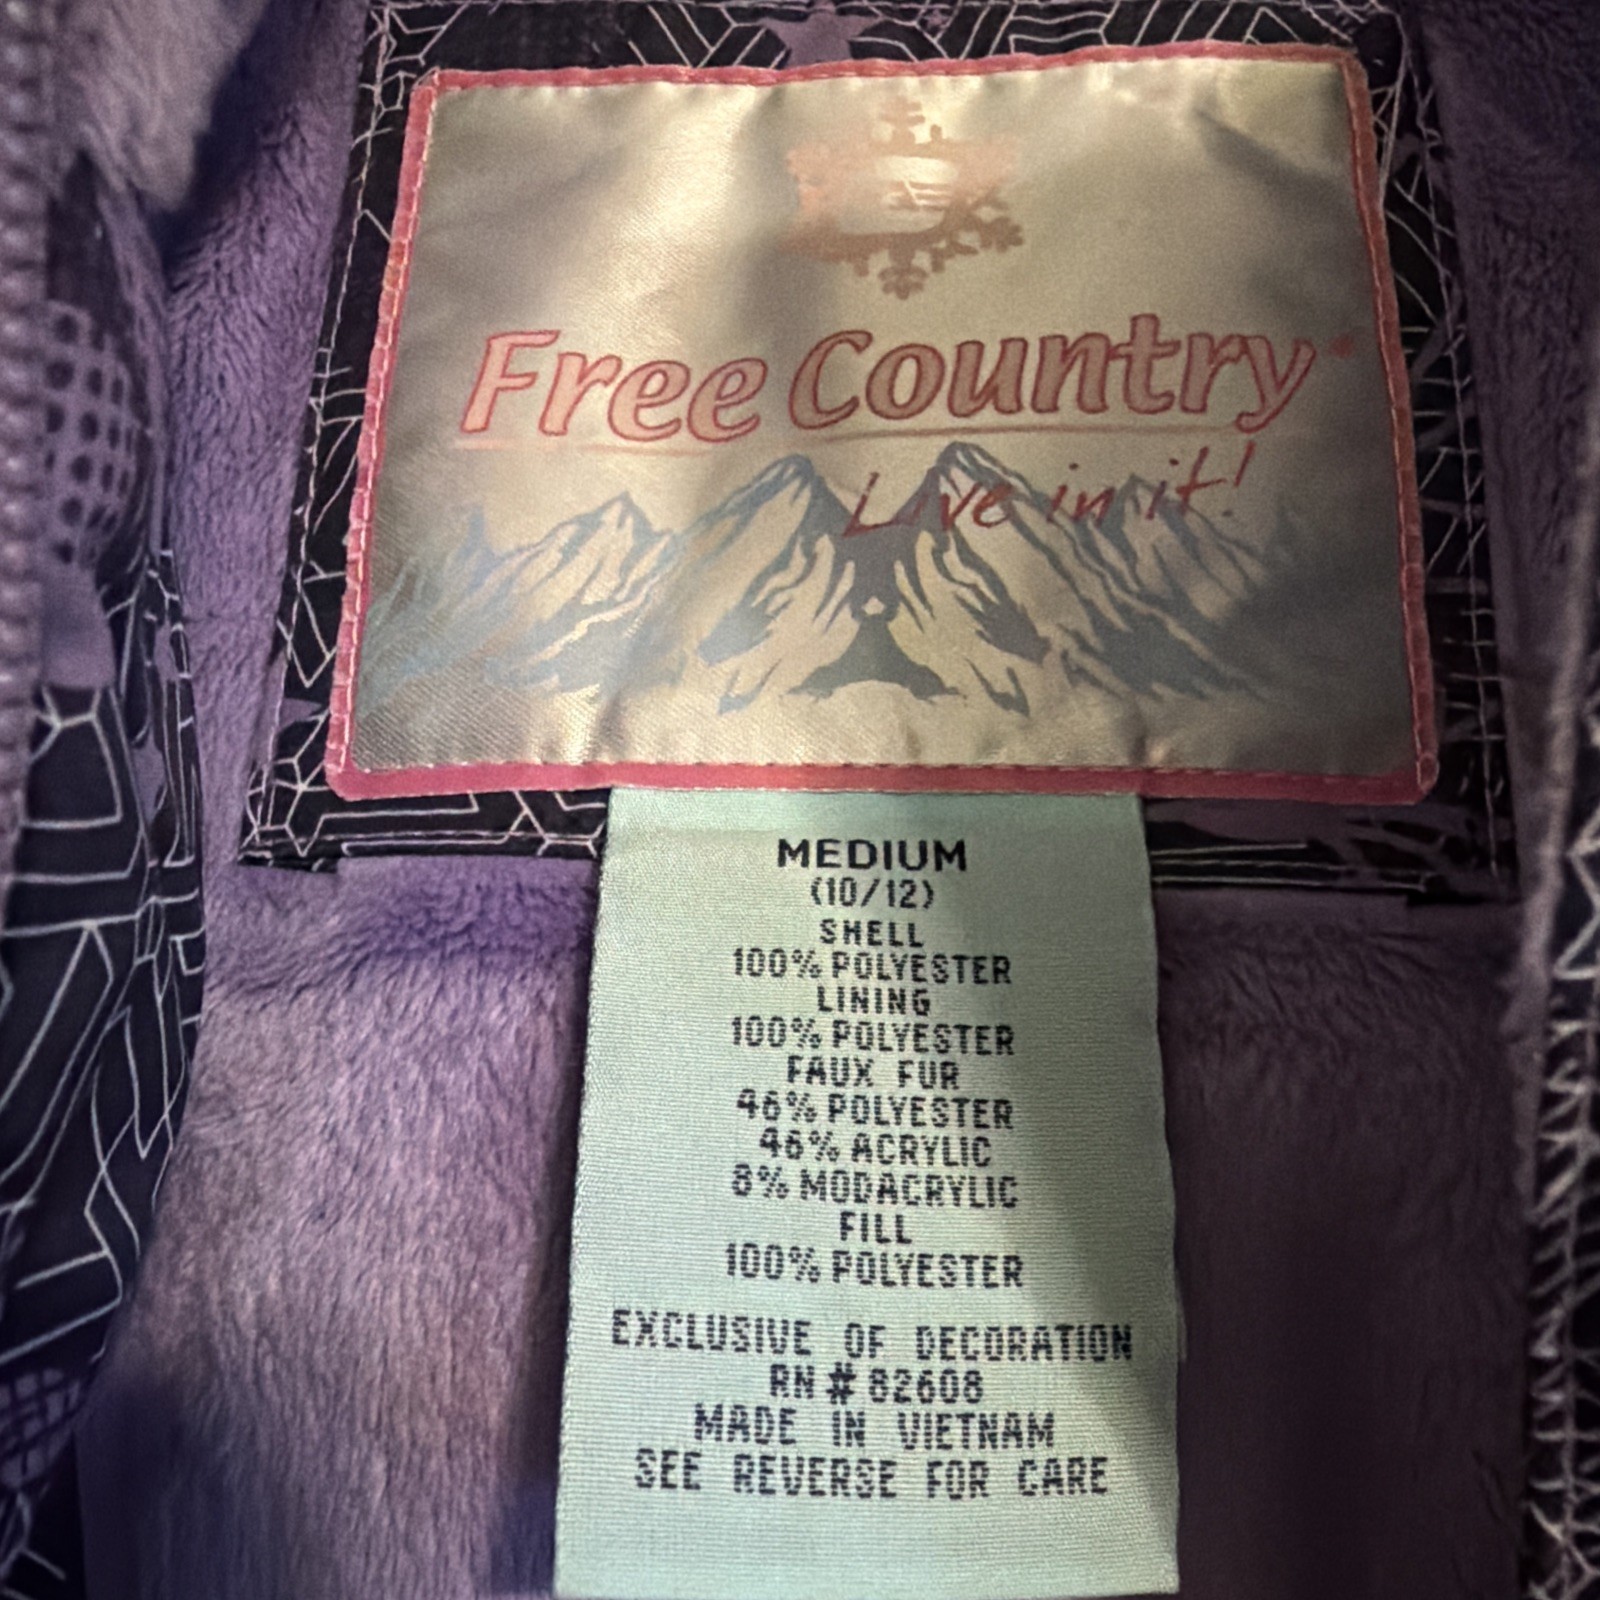 Free Country®
Live in it!
MEDIUM
(10/12)
SHELL
100% POLYESTER
LINING
100% POLYESTER
FAUX FUR
46% POLYESTER
46% ACRYLIC
8% MODACRYLIC
FILL
100% POLYESTER
EXCLUSIVE OF DECORATION
RN # 82608
MADE IN VIETNAM
SEE REVERSE FOR CARE